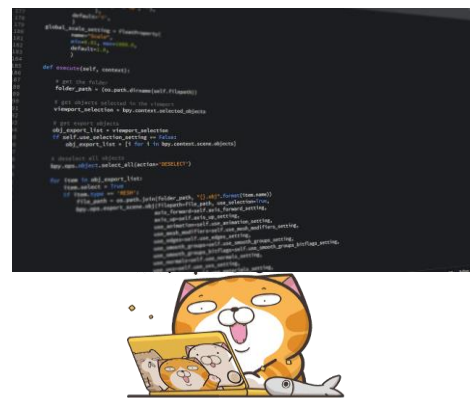 default="Y",
)
global_scale_setting = FloatProperty(
name="Scale",
min=0.01, max=1000.0,
default=1.0,
)
def execute(self, context):
# get the folder
folder_path = (os.path.dirname(self.filepath))
# get objects selected in the viewport
viewport_selection = bpy.context.selected_objects
# get export objects
obj_export_list = viewport_selection
if self.use_selection_setting == False:
obj_export_list = [i for i in bpy.context.scene.objects]
# deselect all objects
bpy.ops.object.select_all(action='DESELECT')
for item in obj_export_list:
item.select = True
if item.type == 'MESH':
file_path = os.path.join(folder_path, "{}.obj".format(item.name))
bpy.ops.export_scene.obj(filepath=file_path, use_selection=True,
axis_forward=self.axis_forward_setting,
axis_up=self.axis_up_setting,
use_animation=self.use_animation_setting,
use_mesh_modifiers=self.use_mesh_modifiers_setting,
use_edges=self.use_edges_setting,
use_smooth_groups=self.use_smooth_groups_setting,
use_smooth_groups_bitflags=self.use_smooth_groups_bitflags_setting,
use_normals=self.use_normals_setting,